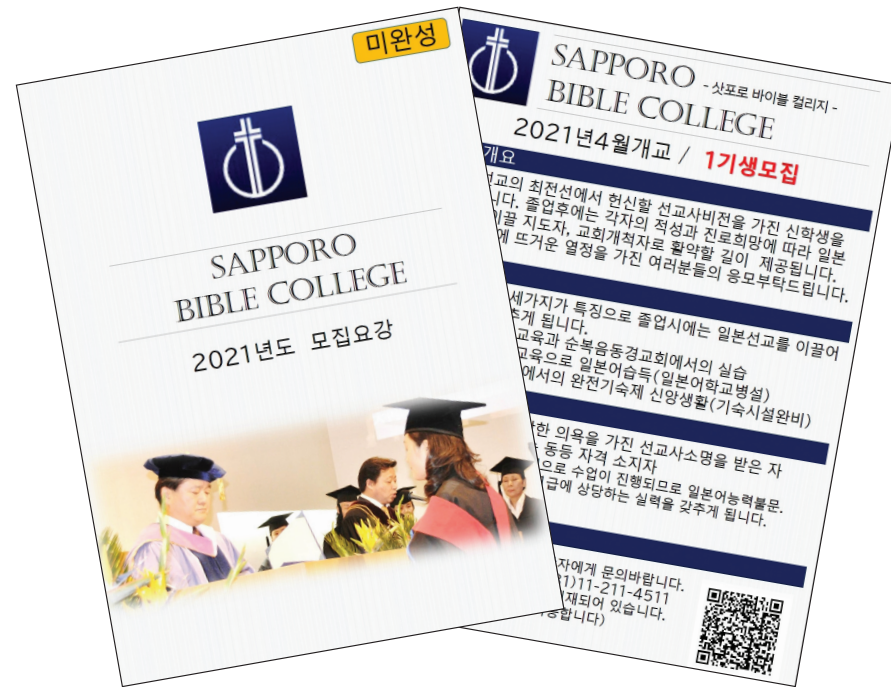 미완성
SAPPORO
BIBLE COLLEGE
2021년도 모집요강
SAPPORO
- 삿포로 바이블 컬리지 -
BIBLE COLLEGE
2021년4월개교 / 1기생모집
개요
선교의 최전선에서 헌신할 선교사비전을 가진 신학생을
니다. 졸업후에는 각자의 적성과 진로희망에 따라 일본
이끌 지도자, 교회개척자로 활약할 길이 제공됩니다.
에 뜨거운 열정을 가진 여러분들의 응모부탁드립니다.
세가지가 특징으로 졸업시에는 일본선교를 이끌어
추게 됩니다.
교육과 순복음동경교회에서의 실습
교육으로 일본어습득(일본어학교병설)
에서의 완전기숙제 신앙생활(기숙시설완비)
한 의욕을 가진 선교사소명을 받은 자
동등 자격 소지자
으로 수업이 진행되므로 일본어능력불문.
급에 상당하는 실력을 갖추게 됩니다.
자에게 문의바랍니다.
81)11-211-4511
재되어 있습니다.
능합니다)